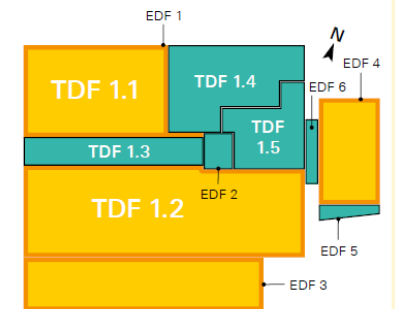 EDF 1
N
EDF 4
TDF 1.1
TDF 1.4
EDF 6
TDF
1.5
TDF 1.3
EDF 2
TDF 1.2
EDF 5
EDF 3